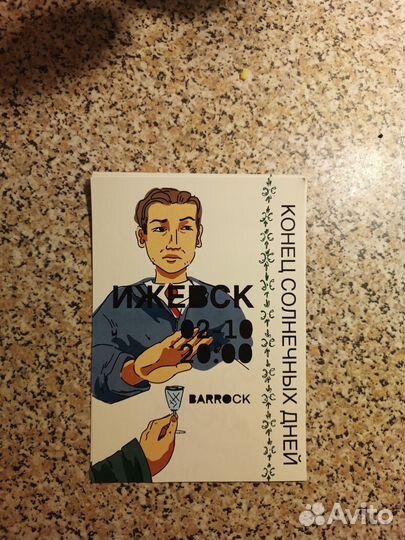 ИЖЕВСК
02.10
20:00
BARROCK
КОНЕЦ СОЛНЕЧНЫХ ДНЕЙ
Avito